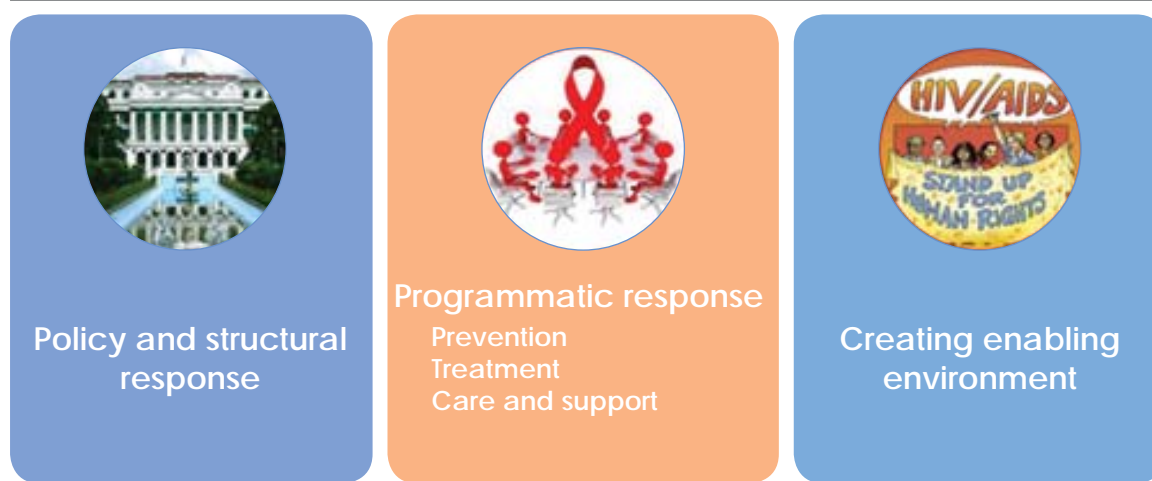 Policy and structural
response
Programmatic response
Prevention
Treatment
Care and support
HIV/AIDS
STAND UP
FOR
HUMAN RIGHTS
Creating enabling
environment